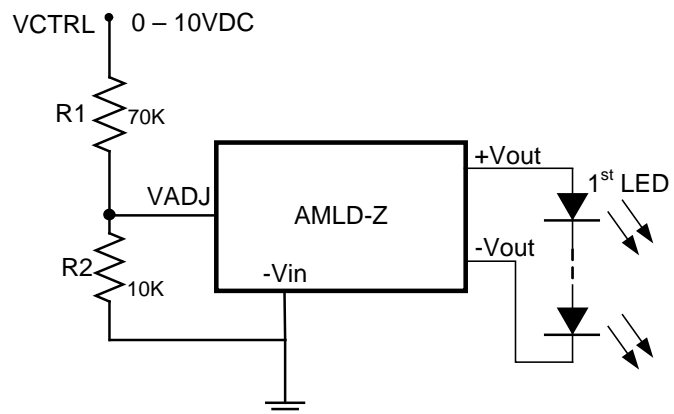 VCTRL 0 – 10VDC
R1 70K
VADJ
AMLD-Z
+Vout
1st LED
-Vout
R2 10K
-Vin